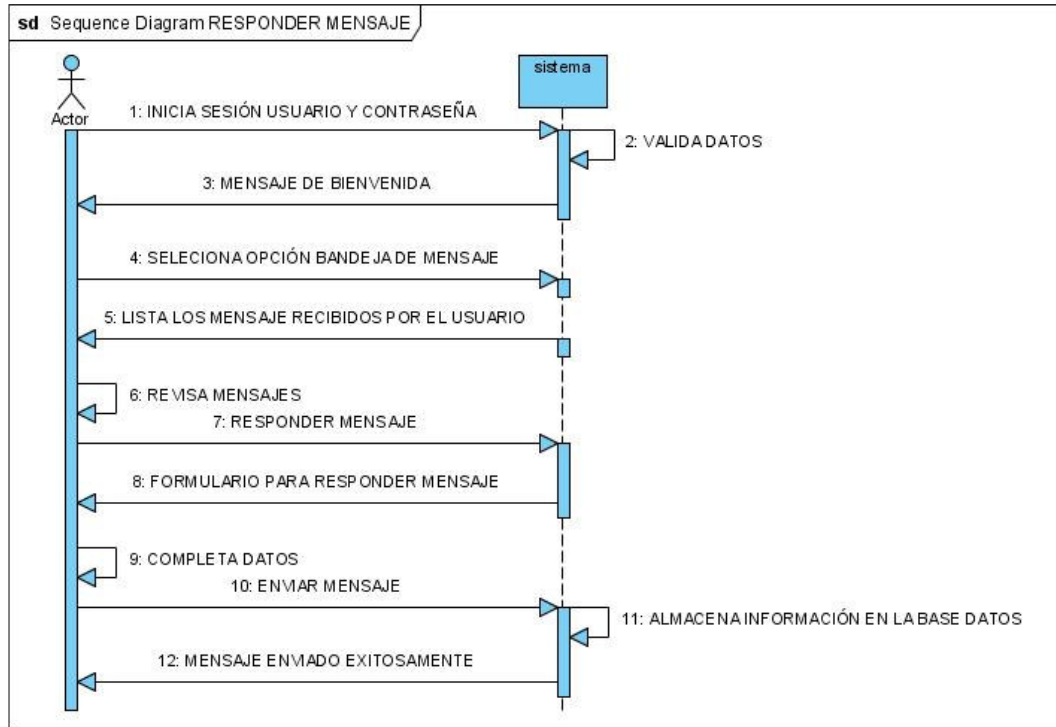 sd Sequence Diagram RESPONDER MENSAJE
sistema
Actor
1: INICIA SESIÓN USUARIO Y CONTRASEÑA
2: VALIDA DATOS
3: MENSAJE DE BIENVENIDA
4: SELECIONA OPCIÓN BANDEJA DE MENSAJE
5: LISTA LOS MENSAJE RECIBIDOS POR EL USUARIO
6: REVISA MENSAJES
7: RESPONDER MENSAJE
8: FORMULARIO PARA RESPONDER MENSAJE
9: COMPLETA DATOS
10: ENVIAR MENSAJE
11: ALMACENA INFORMACIÓN EN LA BASE DATOS
12: MENSAJE ENVIADO EXITOSAMENTE